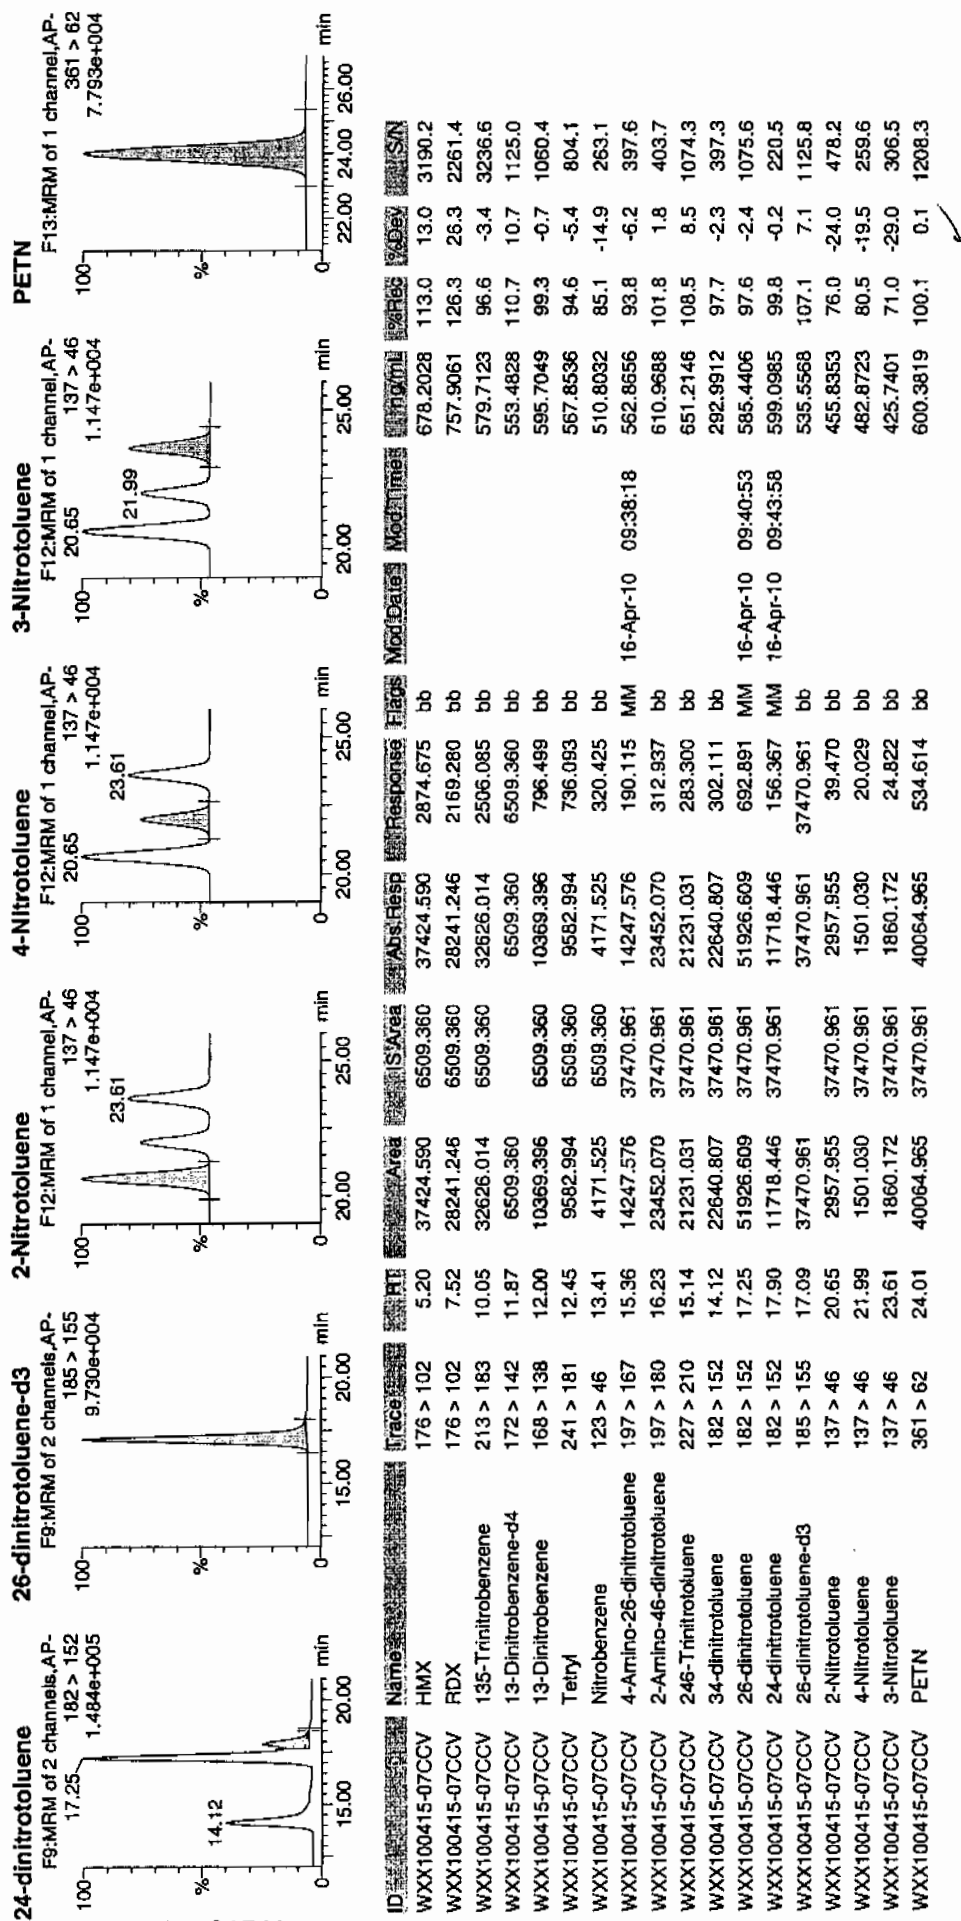 24-dinitrotoluene
F9:MRM of 2 channels,AP-
182 > 152
1.484e+005
100
17.25
14.12
%
0
15.00 20.00 min
26-dinitrotoluene-d3
F9:MRM of 2 channels,AP-
185 > 155
9.730e+004
100
%
0
15.00 20.00 min
2-Nitrotoluene
F12:MRM of 1 channel,AP-
137 > 46
1.147e+004
100
23.61
%
0
20.00 25.00 min
4-Nitrotoluene
F12:MRM of 1 channel,AP-
137 > 46
1.147e+004
100
20.65
23.61
%
0
20.00 25.00 min
3-Nitrotoluene
F12:MRM of 1 channel,AP-
137 > 46
1.147e+004
100
20.65
21.99
%
0
20.00 25.00 min
PETN
F13:MRM of 1 channel,AP-
361 > 62
7.793e+004
100
%
0
22.00 24.00 26.00 min
ID Name Trace RT Area IS Area Abs.Resp Response Flags Mod.Date Mod.Time ng/mL %Rec %Dev S/N
WXX100415-07CCV HMX 176 > 102 5.20 37424.590 6509.360 37424.590 2874.675 bb 678.2028 113.0 13.0 3190.2
WXX100415-07CCV RDX 176 > 102 7.52 28241.246 6509.360 28241.246 2169.280 bb 757.9061 126.3 26.3 2261.4
WXX100415-07CCV 135-Trinitrobenzene 213 > 183 10.05 32626.014 6509.360 32626.014 2506.085 bb 579.7123 96.6 -3.4 3236.6
WXX100415-07CCV 13-Dinitrobenzene-d4 172 > 142 11.87 6509.360 6509.360 6509.360 bb 553.4828 110.7 10.7 1125.0
WXX100415-07CCV 13-Dinitrobenzene 168 > 138 12.00 10369.396 6509.360 10369.396 796.499 bb 595.7049 99.3 -0.7 1060.4
WXX100415-07CCV Tetryl 241 > 181 12.45 9582.994 6509.360 9582.994 736.093 bb 567.8536 94.6 -5.4 804.1
WXX100415-07CCV Nitrobenzene 123 > 46 13.41 4171.525 6509.360 4171.525 320.425 bb 510.8032 85.1 -14.9 263.1
WXX100415-07CCV 4-Amino-26-dinitrotoluene 197 > 167 15.36 14247.576 37470.961 14247.576 190.115 MM 16-Apr-10 09:38:18 562.8656 93.8 -6.2 397.6
WXX100415-07CCV 2-Amino-46-dinitrotoluene 197 > 180 16.23 23452.070 37470.961 23452.070 312.937 bb 610.9688 101.8 1.8 403.7
WXX100415-07CCV 246-Trinitrotoluene 227 > 210 15.14 21231.031 37470.961 21231.031 283.300 bb 651.2146 108.5 8.5 1074.3
WXX100415-07CCV 34-dinitrotoluene 182 > 152 14.12 22640.807 37470.961 22640.807 302.111 bb 292.9912 97.7 -2.3 397.3
WXX100415-07CCV 26-dinitrotoluene 182 > 152 17.25 51926.609 37470.961 51926.609 692.891 MM 16-Apr-10 09:40:53 585.4406 97.6 -2.4 1075.6
WXX100415-07CCV 24-dinitrotoluene 182 > 152 17.90 11718.446 37470.961 11718.446 156.367 MM 16-Apr-10 09:43:58 599.0985 99.8 -0.2 220.5
WXX100415-07CCV 26-dinitrotoluene-d3 185 > 155 17.09 37470.961 37470.961 37470.961 bb 535.5568 107.1 7.1 1125.8
WXX100415-07CCV 2-Nitrotoluene 137 > 46 20.65 2957.955 37470.961 2957.955 39.470 bb 455.8353 76.0 -24.0 478.2
WXX100415-07CCV 4-Nitrotoluene 137 > 46 21.99 1501.030 37470.961 1501.030 20.029 bb 482.8723 80.5 -19.5 259.6
WXX100415-07CCV 3-Nitrotoluene 137 > 46 23.61 1860.172 37470.961 1860.172 24.822 bb 425.7401 71.0 -29.0 306.5
WXX100415-07CCV PETN 361 > 62 24.01 40064.965 37470.961 40064.965 534.614 bb 600.3819 100.1 0.1 1208.3